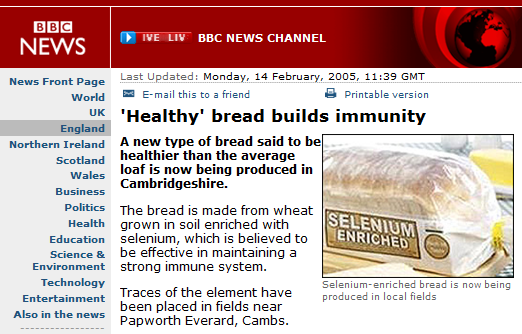 BBC
NEWS
IVE LIV BBC NEWS CHANNEL
News Front Page
World
UK
England
Northern Ireland
Scotland
Wales
Business
Politics
Health
Education
Science &
Environment
Technology
Entertainment
Also in the news
Last Updated: Monday, 14 February, 2005, 11:39 GMT
E-mail this to a friend Printable version
'Healthy' bread builds immunity
A new type of bread said to be
healthier than the average
loaf is now being produced in
Cambridgeshire.
The bread is made from wheat
grown in soil enriched with
selenium, which is believed to
be effective in maintaining a
strong immune system.
Traces of the element have
been placed in fields near
Papworth Everard, Cambs.
SELENIUM
ENRICHED
Selenium-enriched bread is now being
produced in local fields